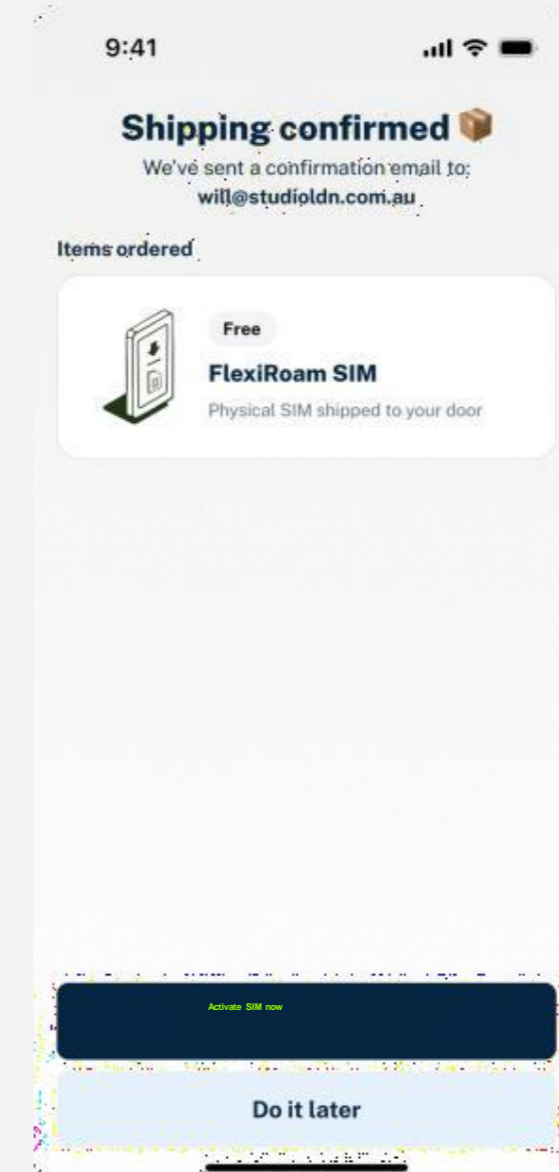 9:41
Shipping confirmed 📦
We've sent a confirmation email to:
will@studioldn.com.au
Items ordered
Free
FlexiRoam SIM
Physical SIM shipped to your door
Activate SIM now
Do it later